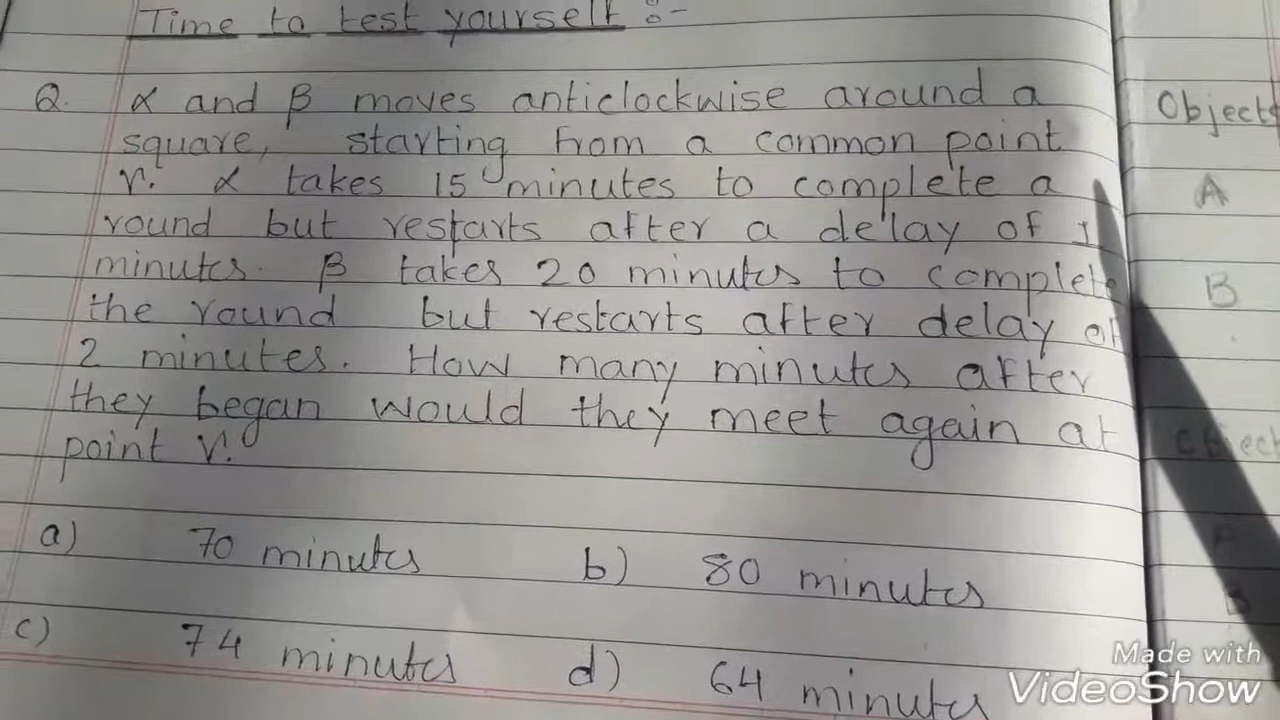 Time to test yourself :-
Q. α and β moves anticlockwise around a
square, starting from a common point
r. α takes 15 minutes to complete a
round but restarts after a delay of 1
minutes. β takes 20 minutes to complete
the round but restarts after delay of
2 minutes. How many minutes after
they began would they meet again at
point r.
a) 70 minutes b) 80 minutes
c) 74 minutes d) 64 minutes
Objects
A
B
Object
B
Made with
VideoShow